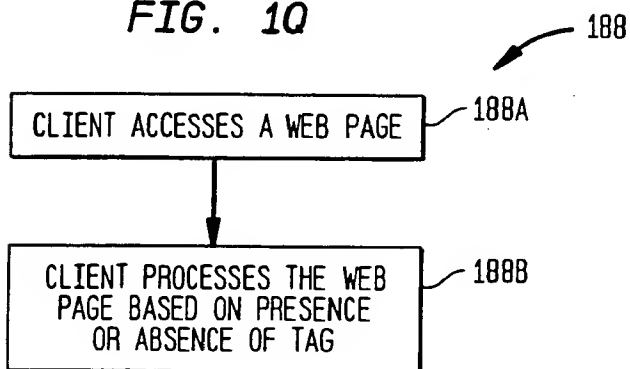 FIG. 1Q
188
CLIENT ACCESSES A WEB PAGE
188A
CLIENT PROCESSES THE WEB
PAGE BASED ON PRESENCE
OR ABSENCE OF TAG
188B